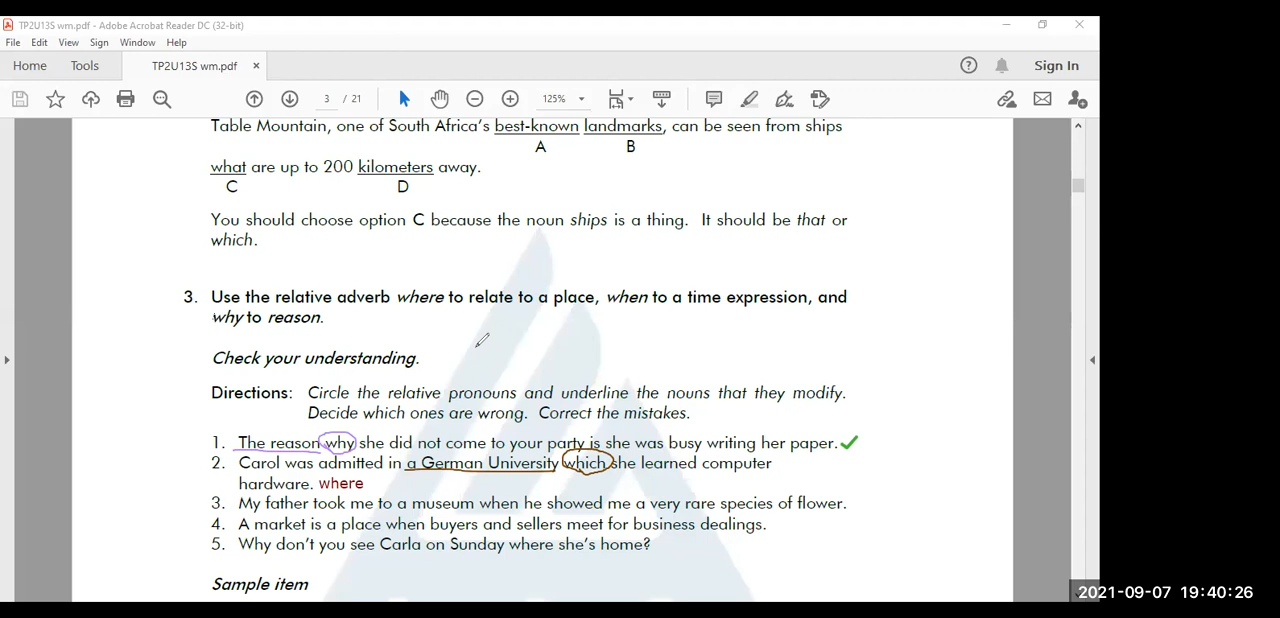 TP2U13S wm.pdf - Adobe Acrobat Reader DC (32-bit)
File Edit View Sign Window Help
Home Tools TP2U13S wm.pdf × Sign In
3 / 21 125%
Table Mountain, one of South Africa's best-known landmarks, can be seen from ships
A B
what are up to 200 kilometers away.
C D
You should choose option C because the noun ships is a thing. It should be that or
which.
3. Use the relative adverb where to relate to a place, when to a time expression, and
why to reason.
Check your understanding.
Directions: Circle the relative pronouns and underline the nouns that they modify.
Decide which ones are wrong. Correct the mistakes.
1. The reason why she did not come to your party is she was busy writing her paper.
2. Carol was admitted in a German University which she learned computer
hardware. where
3. My father took me to a museum when he showed me a very rare species of flower.
4. A market is a place when buyers and sellers meet for business dealings.
5. Why don't you see Carla on Sunday where she's home?
Sample item
2021-09-07 19:40:26